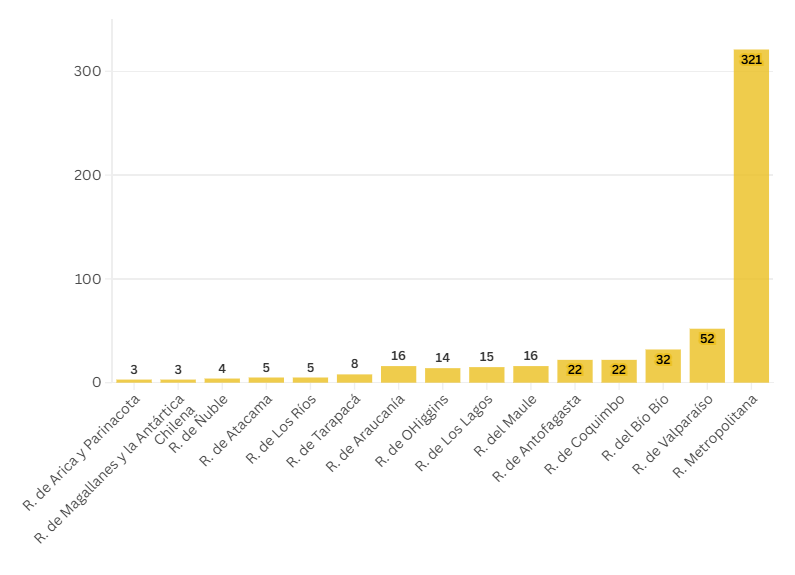 300
200
100
0
3
3
4
5
5
8
16
14
15
16
22
22
32
52
321
R. de Arica y Parinacota
R. de Magallanes y la Antártica
Chilena
R. de Ñuble
R. de Atacama
R. de Los Ríos
R. de Tarapacá
R. de Araucanía
R. de OHiggins
R. de Los Lagos
R. del Maule
R. de Antofagasta
R. de Coquimbo
R. del Bío Bío
R. de Valparaíso
R. Metropolitana